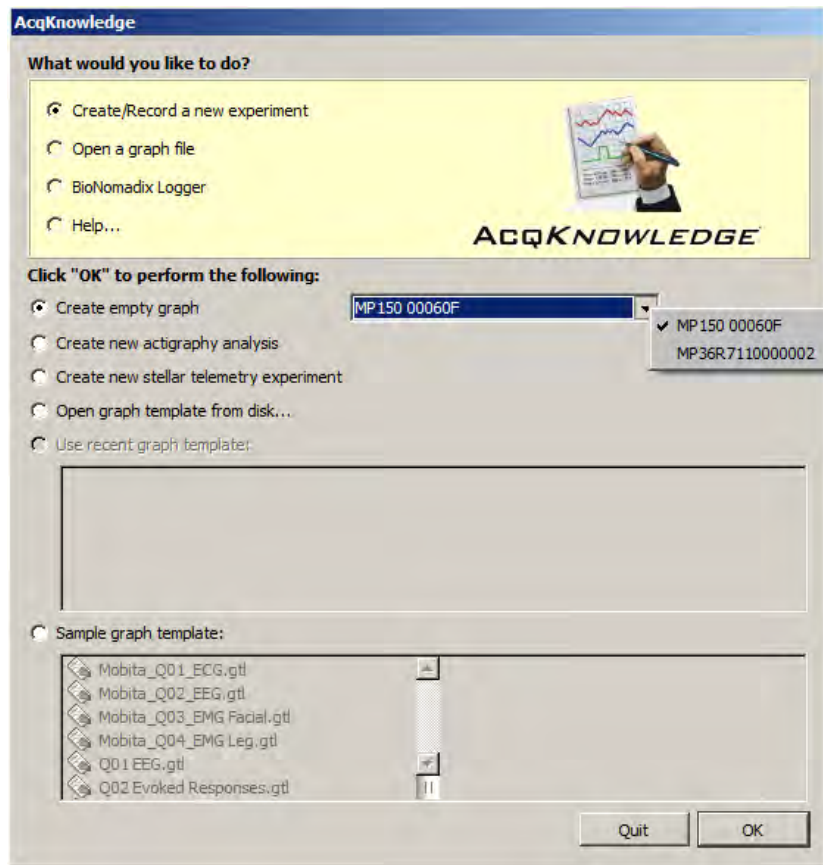 AcqKnowledge
What would you like to do?
Create/Record a new experiment
Open a graph file
BioNomadix Logger
Help...
ACQKNOWLEDGE
Click "OK" to perform the following:
Create empty graph
MP150 00060F
MP150 00060F
MP36R7110000002
Create new actigraphy analysis
Create new stellar telemetry experiment
Open graph template from disk...
Use recent graph template:
Sample graph template:
Mobita_Q01_ECG.gtl
Mobita_Q02_EEG.gtl
Mobita_Q03_EMG Facial.gtl
Mobita_Q04_EMG Leg.gtl
Q01 EEG.gtl
Q02 Evoked Responses.gtl
Quit
OK